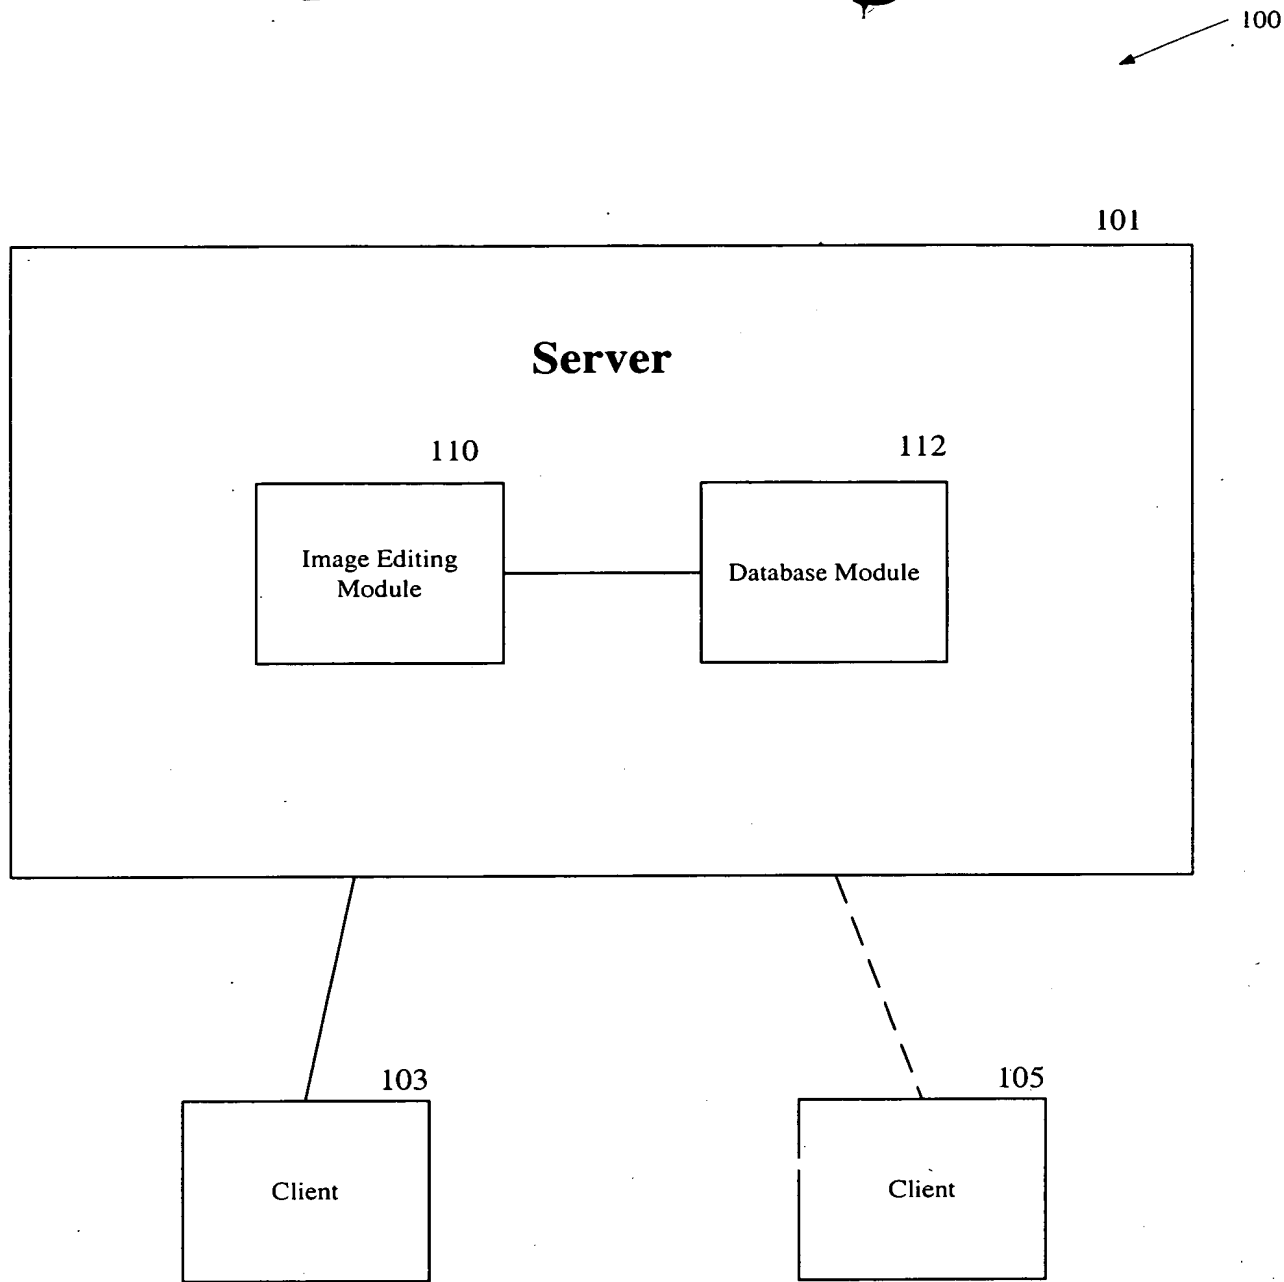 100
101
Server
110
112
Image Editing
Module
Database Module
103
105
Client
Client